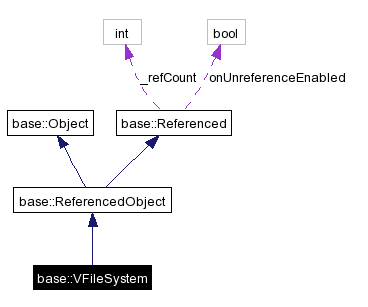 int
bool
_refCount
onUnreferenceEnabled
base::Object
base::Referenced
base::ReferencedObject
base::VFileSystem